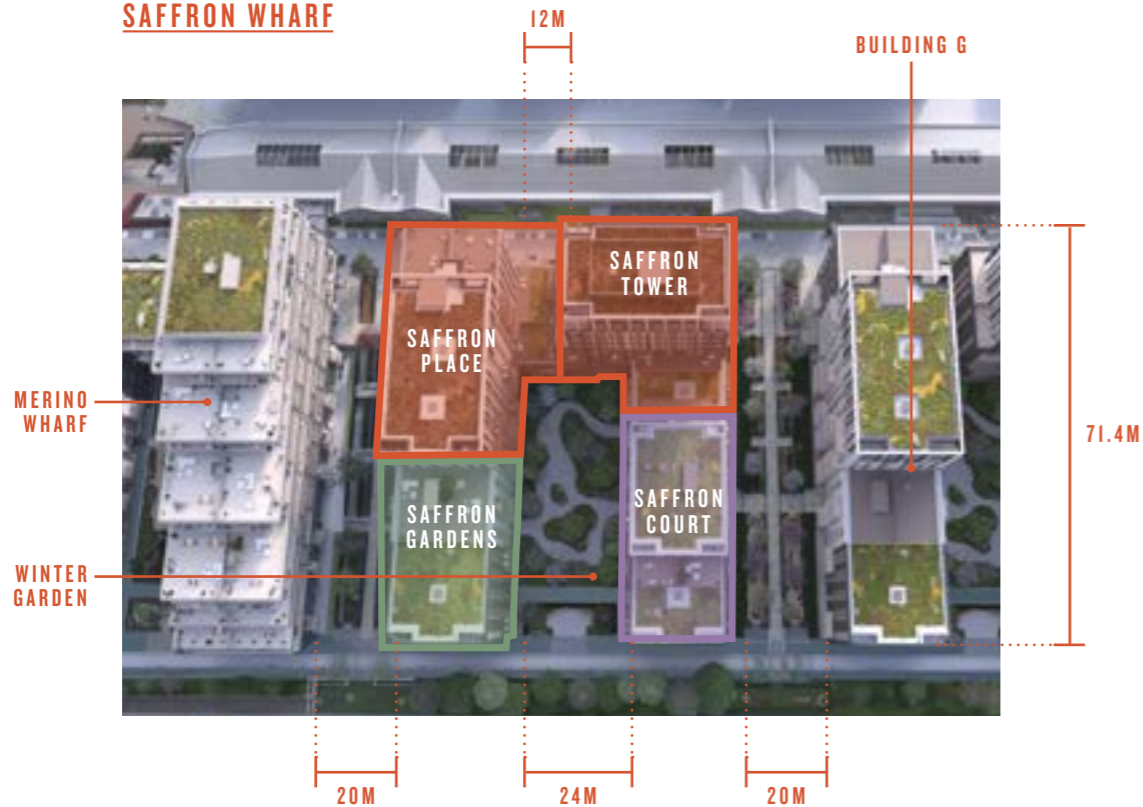 SAFFRON WHARF
12M
BUILDING G
SAFFRON
TOWER
SAFFRON
PLACE
MERINO
WHARF
71.4M
SAFFRON
GARDENS
SAFFRON
COURT
WINTER
GARDEN
20M
24M
20M